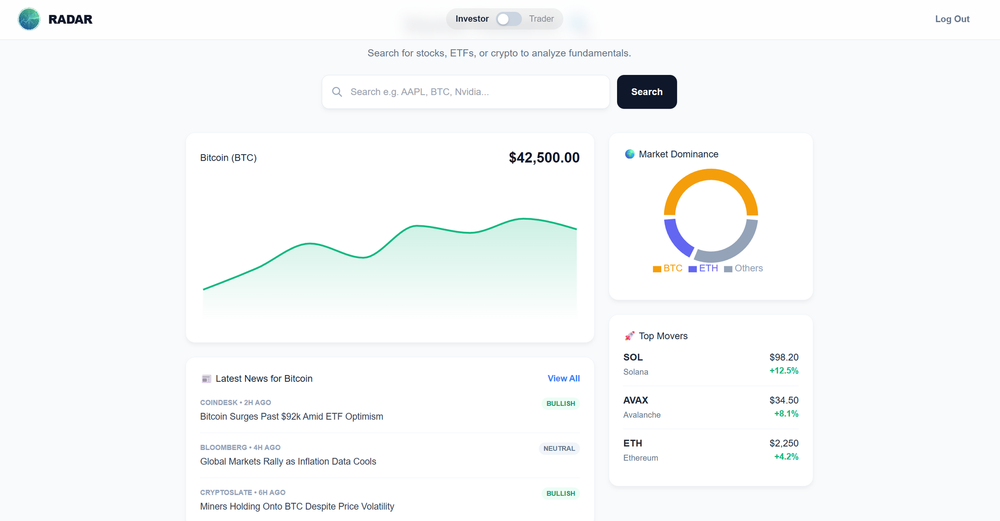 RADAR
Investor Trader
Log Out
Search for stocks, ETFs, or crypto to analyze fundamentals.
Search e.g. AAPL, BTC, Nvidia...
Search
Bitcoin (BTC)
$42,500.00
Market Dominance
BTC ETH Others
Top Movers
SOL
$98.20
Solana
+12.5%
AVAX
$34.50
Avalanche
+8.1%
ETH
$2,250
Ethereum
+4.2%
Latest News for Bitcoin
View All
COINDESK • 2H AGO
BULLISH
Bitcoin Surges Past $92k Amid ETF Optimism
BLOOMBERG • 4H AGO
NEUTRAL
Global Markets Rally as Inflation Data Cools
CRYPTOSLATE • 6H AGO
BULLISH
Miners Holding Onto BTC Despite Price Volatility